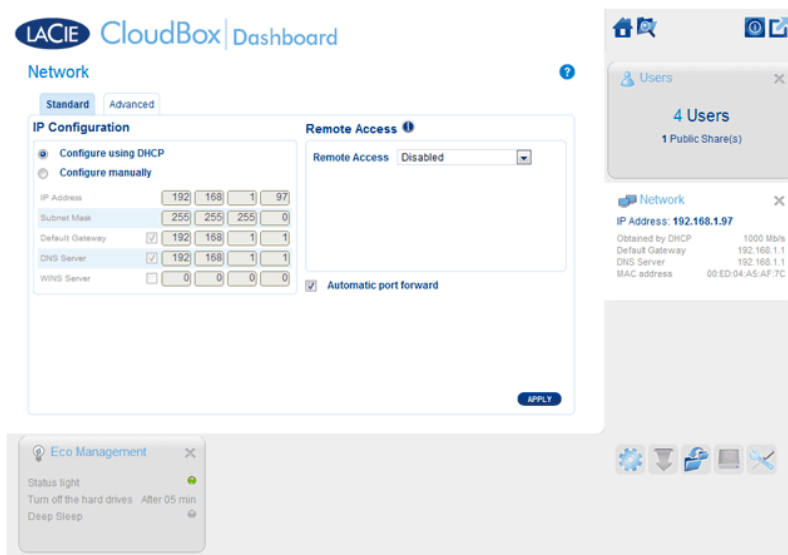 LACIE CloudBox Dashboard
Network
Standard Advanced
IP Configuration
Configure using DHCP
Configure manually
IP Address 192 168 1 97
Subnet Mask 255 255 255 0
Default Gateway 192 168 1 1
DNS Server 192 168 1 1
WINS Server 0 0 0 0
Remote Access
Remote Access Disabled
Automatic port forward
APPLY
Users
4 Users
1 Public Share(s)
Network
IP Address: 192.168.1.97
Obtained by DHCP 1000 Mb/s
Default Gateway 192.168.1.1
DNS Server 192.168.1.1
MAC address 00:ED:04:A5:AF:7C
Eco Management
Status light
Turn off the hard drives After 05 min
Deep Sleep